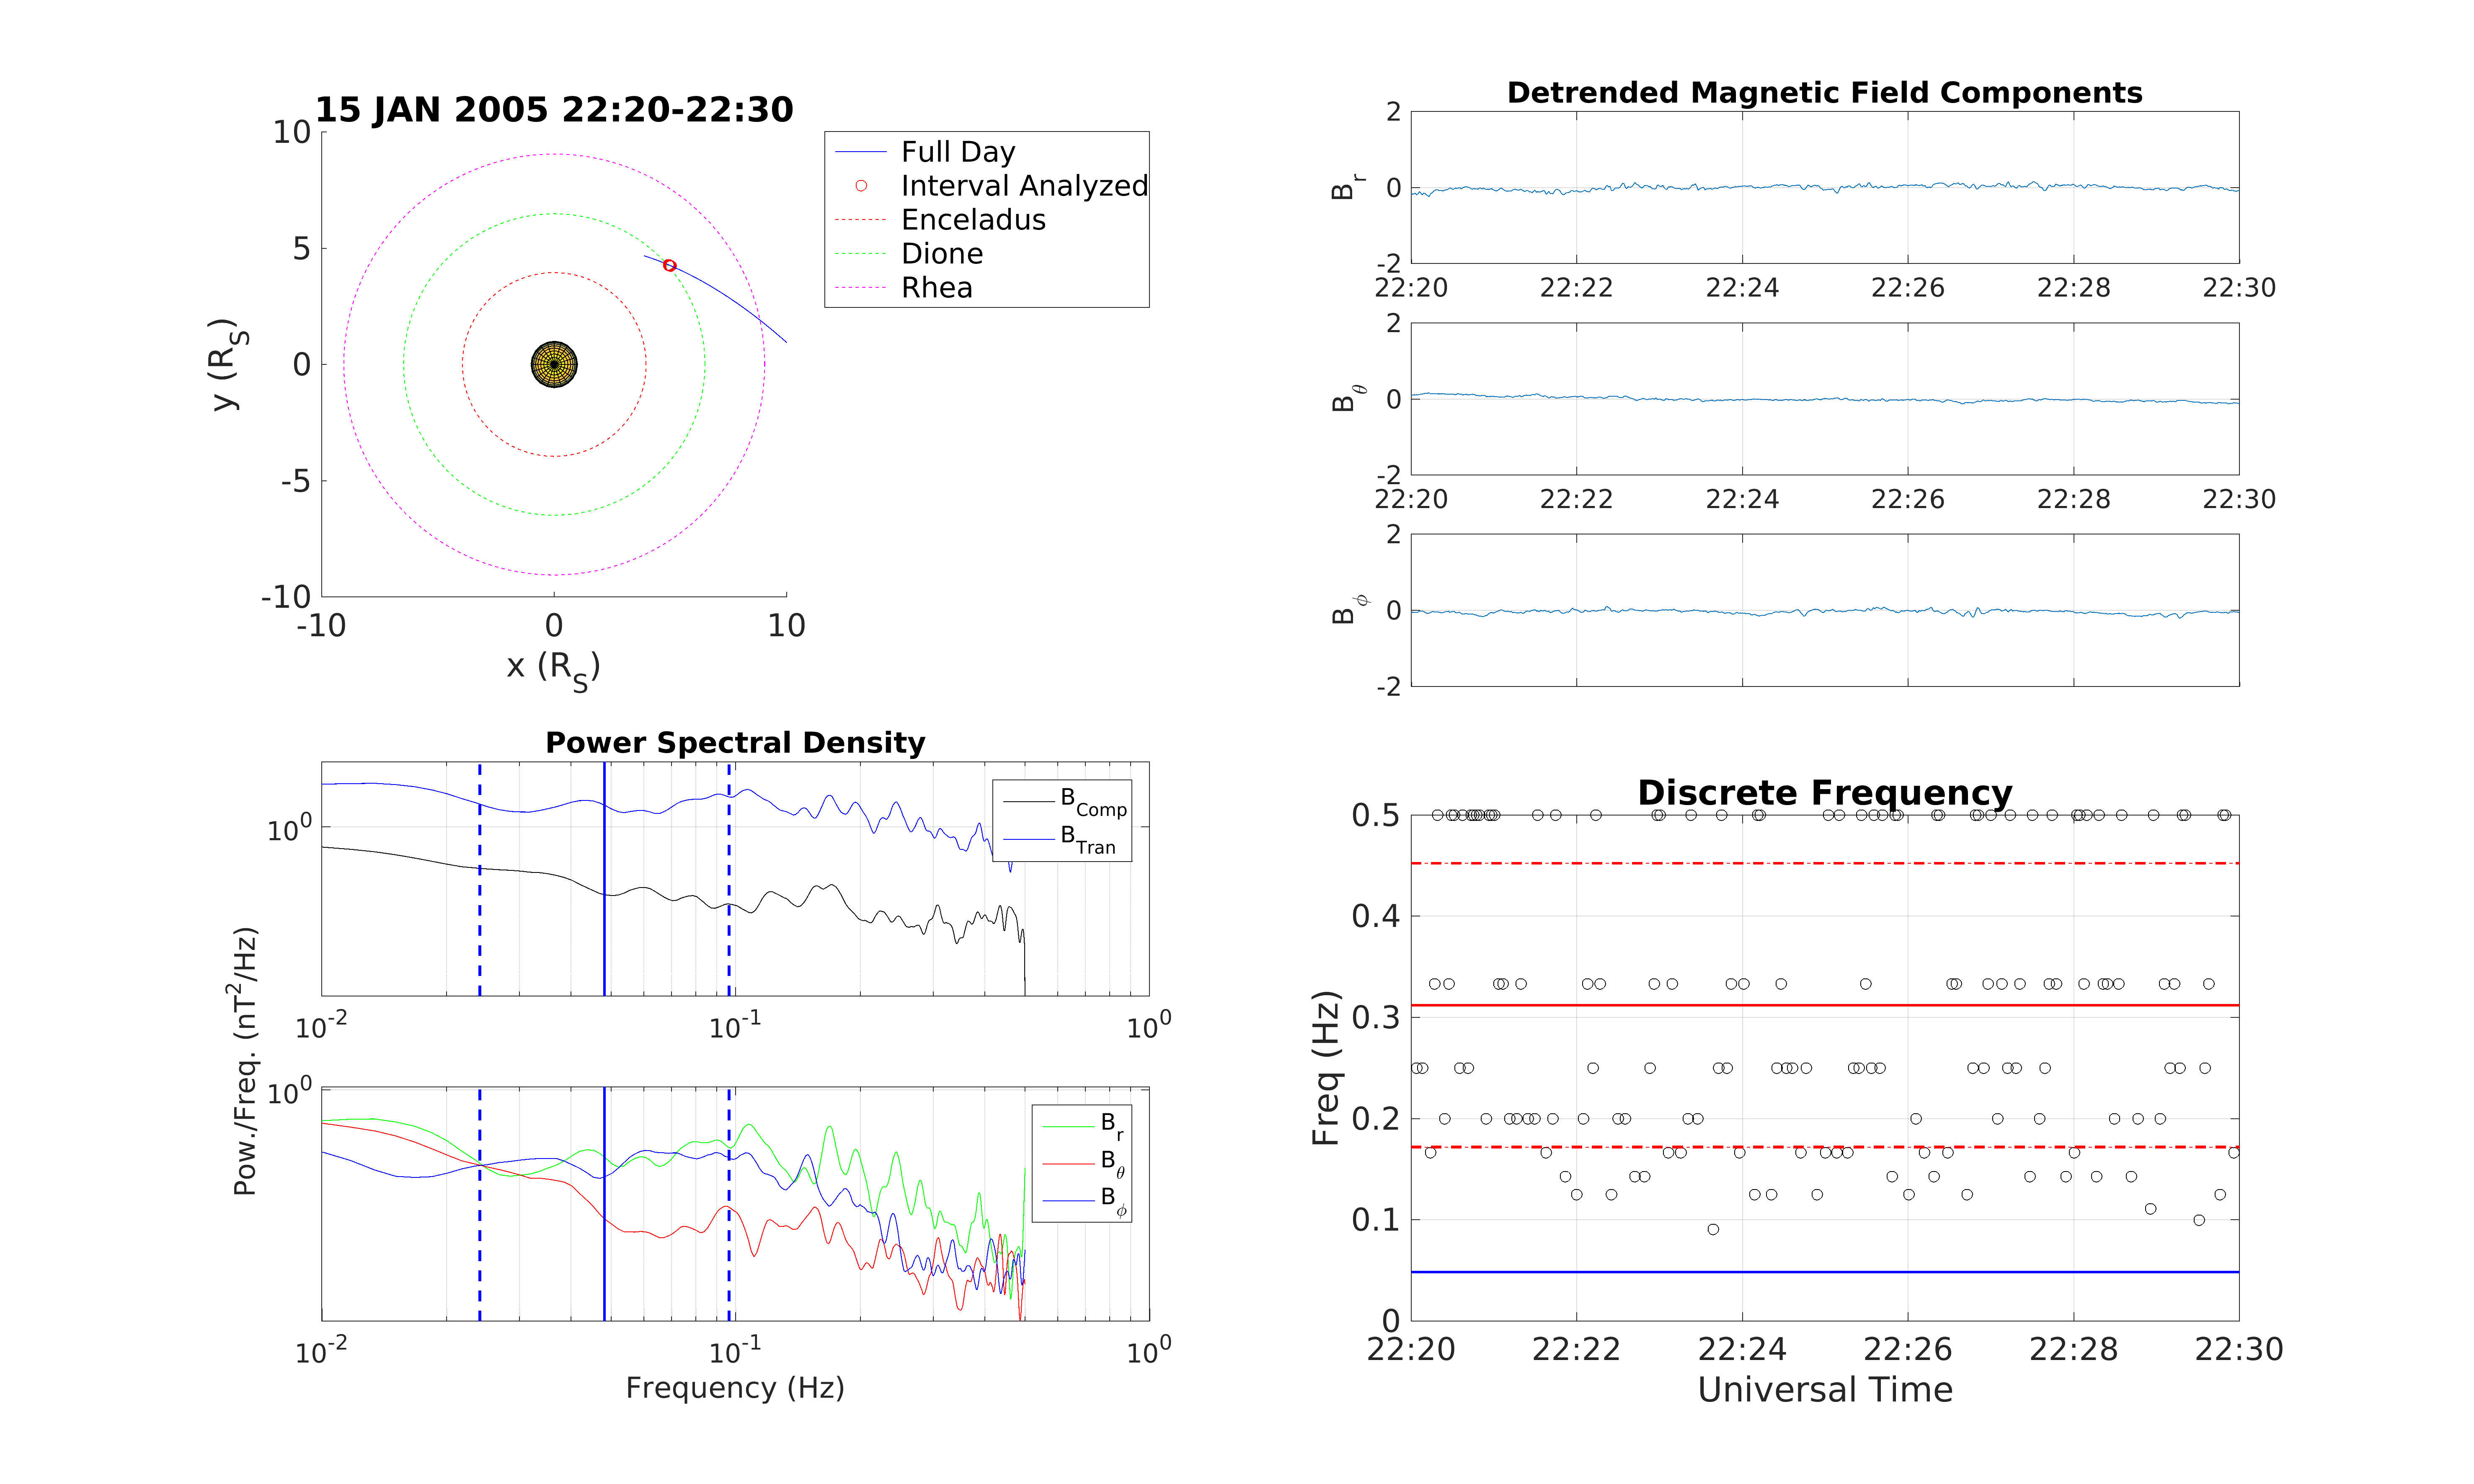 15 JAN 2005 22:20-22:30
10
5
0
-5
-10
-10
0
10
y (R_S)
x (R_S)
Full Day
Interval Analyzed
Enceladus
Dione
Rhea
Detrended Magnetic Field Components
2
0
-2
B_r
22:20 22:22 22:24 22:26 22:28 22:30
2
0
-2
B_θ
22:20 22:22 22:24 22:26 22:28 22:30
2
0
-2
B_ϕ
Power Spectral Density
10^0
B_Comp
B_Tran
10^-2 10^-1 10^0
Pow./Freq. (nT^2/Hz)
10^0
B_r
B_θ
B_ϕ
10^-2 10^-1 10^0
Frequency (Hz)
Discrete Frequency
0.5
0.4
0.3
0.2
0.1
0
Freq (Hz)
22:20 22:22 22:24 22:26 22:28 22:30
Universal Time